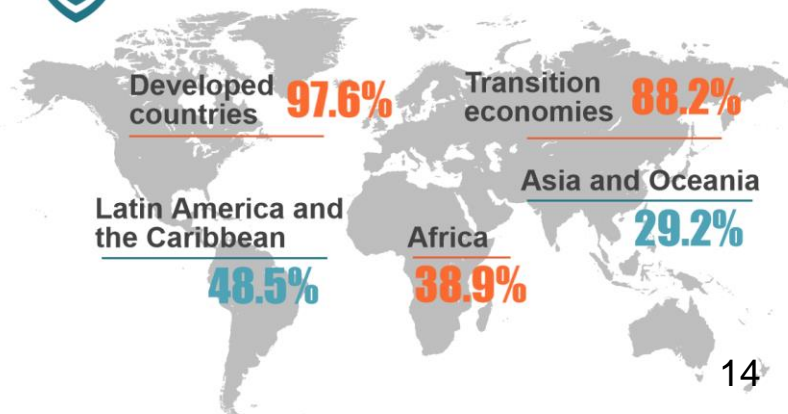 Developed
countries
97.6%
Transition
economies
88.2%
Asia and Oceania
29.2%
Latin America and
the Caribbean
48.5%
Africa
38.9%
14